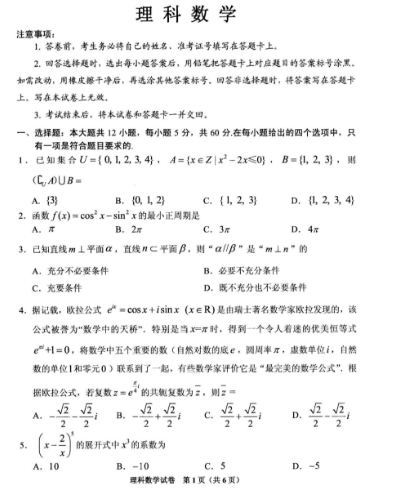 理科数学
注意事项：
1. 答卷前，考生务必将自己的姓名、准考证号填写在答题卡上。
2. 回答选择题时，选出每小题答案后，用铅笔把答题卡上对应题目的答案标号涂黑。
如需改动，用橡皮擦干净后，再选涂其他答案标号。回答非选择题时，将答案写在答题卡
上。写在本试卷上无效。
3. 考试结束后，将本试卷和答题卡一并交回。
一、选择题：本大题共 12 小题，每小题 5 分，共 60 分.在每小题给出的四个选项中，只
有一项是符合题目要求的.
1．已知集合 U={ 0, 1, 2, 3, 4}， A={x∈Z|x²−2x≤0}， B={1, 2, 3}，则
(∁UA)∪B=
A. {3} B. {0, 1, 2} C. { 1, 2, 3} D. {1, 2, 3, 4}
2．函数 f(x)=cos²x−sin²x 的最小正周期是
A. π B. 2π C. 3π D. 4π
3．已知直线 m⊥平面α，直线 n⊂平面β，则“α//β”是“m⊥n”的
A．充分不必要条件 B．必要不充分条件
C．充要条件 D．既不充分也不必要条件
4．据记载，欧拉公式 e^{ix}=cosx+isinx (x∈R) 是由瑞士著名数学家欧拉发现的，该
公式被誉为“数学中的天桥”．特别是当 x=π 时，得到一个令人着迷的优美恒等式
e^{πi}+1=0，将数学中五个重要的数（自然对数的底 e，圆周率 π，虚数单位 i，自然
数的单位 1 和零元 0 ）联系到了一起，有些数学家评价它是“最完美的数学公式”．根
据欧拉公式，若复数 z=e^{π/4 i} 的共轭复数为 z̄，则 z̄=
A. −√2/2−√2/2 i B. −√2/2+√2/2 i C. √2/2+√2/2 i D. √2/2−√2/2 i
5. (x−2/x)⁵ 的展开式中 x³ 的系数为
A. 10 B. −10 C. 5 D. −5
理科数学试卷 第 1 页（共 6 页）